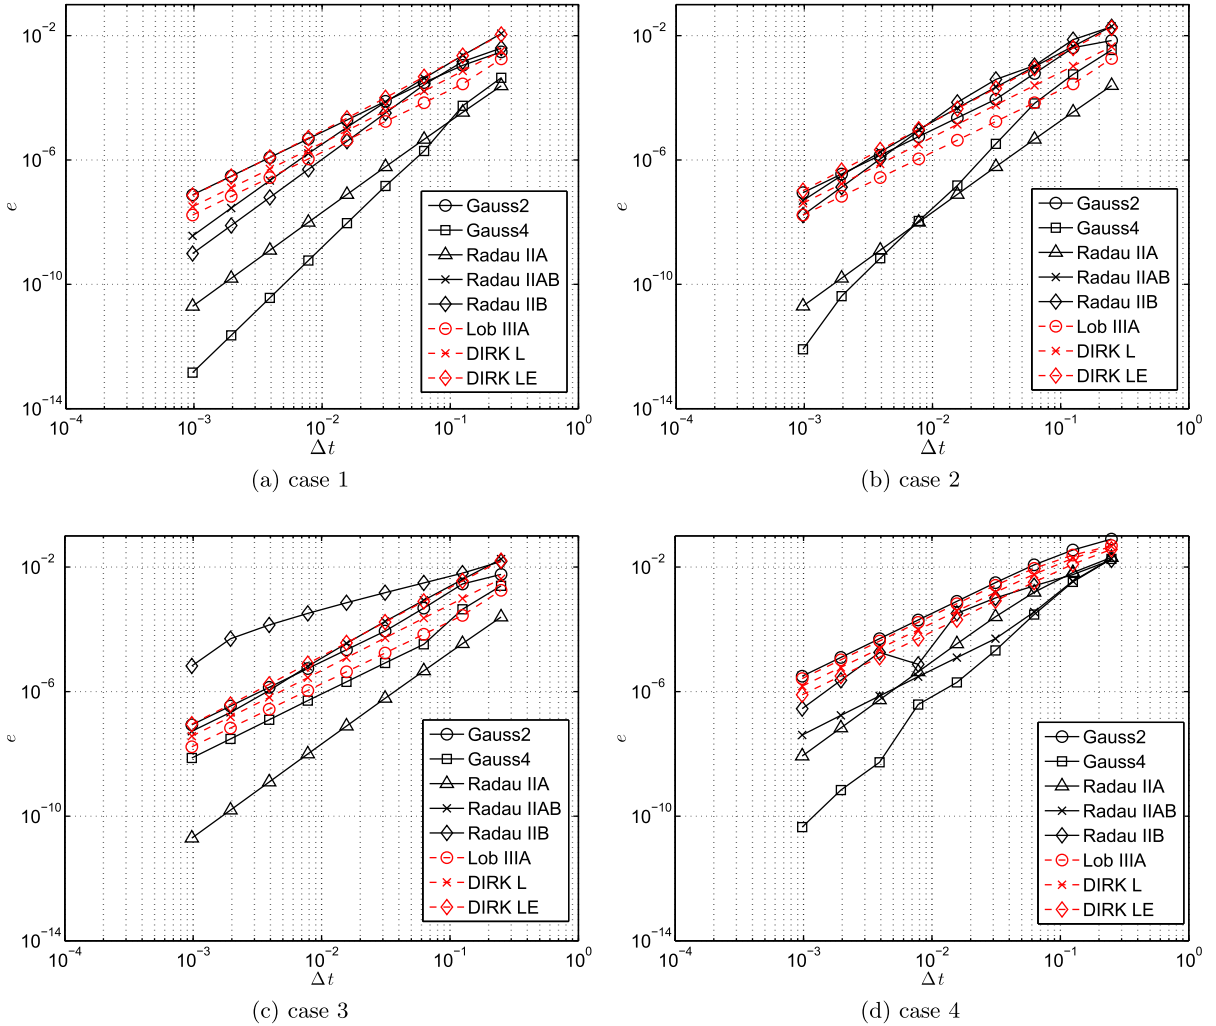 10^-2
10^-6
10^-10
10^-14
e
10^-4
10^-3
10^-2
10^-1
10^0
Δt
Gauss2
Gauss4
Radau IIA
Radau IIAB
Radau IIB
Lob IIIA
DIRK L
DIRK LE
(a) case 1
10^-2
10^-6
10^-10
10^-14
e
10^-4
10^-3
10^-2
10^-1
10^0
Δt
Gauss2
Gauss4
Radau IIA
Radau IIAB
Radau IIB
Lob IIIA
DIRK L
DIRK LE
(b) case 2
10^-2
10^-6
10^-10
10^-14
e
10^-4
10^-3
10^-2
10^-1
10^0
Δt
Gauss2
Gauss4
Radau IIA
Radau IIAB
Radau IIB
Lob IIIA
DIRK L
DIRK LE
(c) case 3
10^-2
10^-6
10^-10
10^-14
e
10^-4
10^-3
10^-2
10^-1
10^0
Δt
Gauss2
Gauss4
Radau IIA
Radau IIAB
Radau IIB
Lob IIIA
DIRK L
DIRK LE
(d) case 4